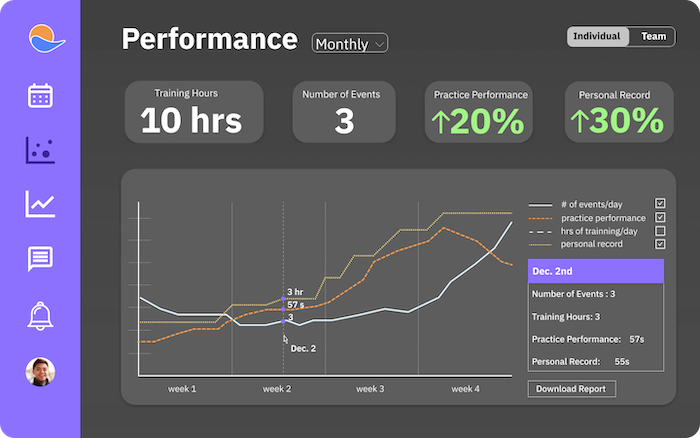 Performance
Monthly
Individual
Team
Training Hours
10 hrs
Number of Events
3
Practice Performance
↑20%
Personal Record
↑30%
# of events/day
practice performance
hrs of trainning/day
personal record
3 hr
57 s
3
Dec. 2
week 1
week 2
week 3
week 4
Dec. 2nd
Number of Events : 3
Training Hours: 3
Practice Performance: 57s
Personal Record: 55s
Download Report